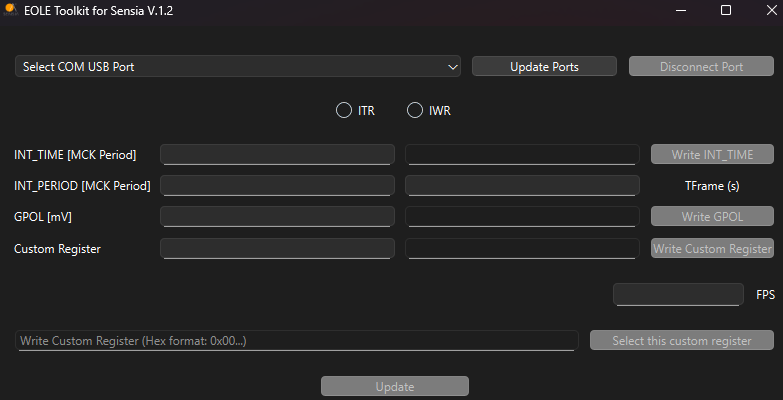 EOLE Toolkit for Sensia V.1.2
Select COM USB Port Update Ports Disconnect Port
ITR IWR
INT_TIME [MCK Period] Write INT_TIME
INT_PERIOD [MCK Period] TFrame (s)
GPOL [mV] Write GPOL
Custom Register Write Custom Register
FPS
Write Custom Register (Hex format: 0x00...) Select this custom register
Update